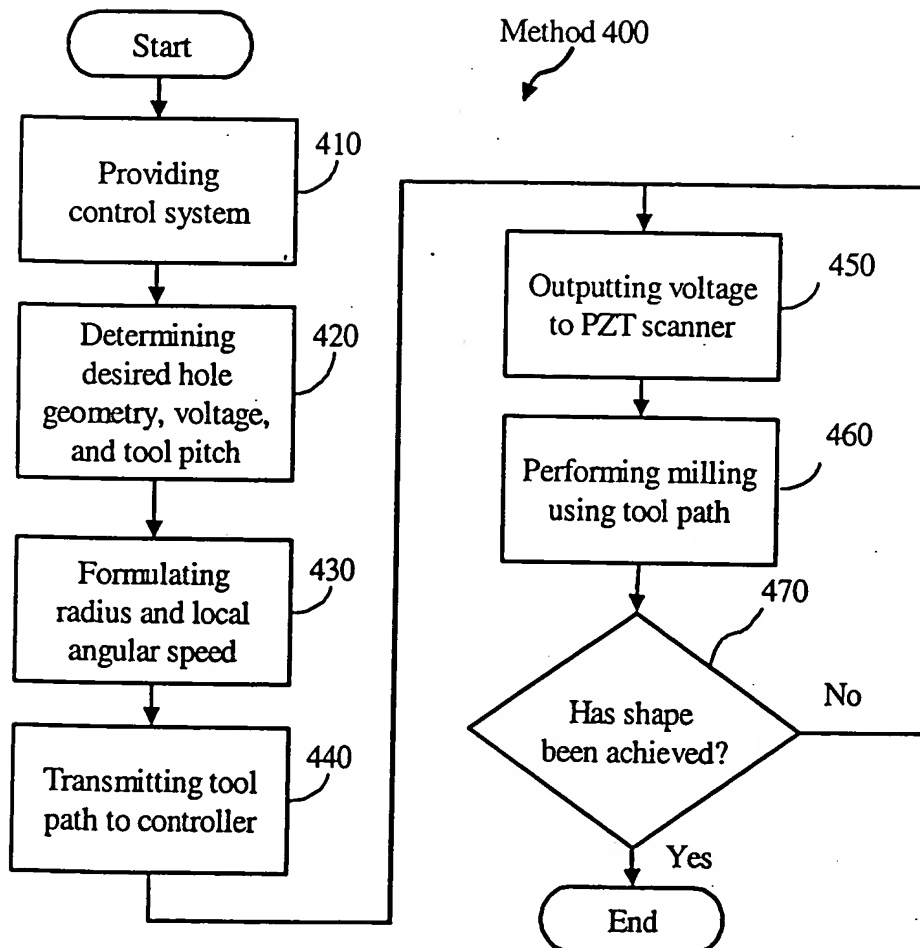 Method 400
Start
410
Providing
control system
420
Determining
desired hole
geometry, voltage,
and tool pitch
430
Formulating
radius and local
angular speed
440
Transmitting tool
path to controller
450
Outputting voltage
to PZT scanner
460
Performing milling
using tool path
470
Has shape
been achieved?
No
Yes
End